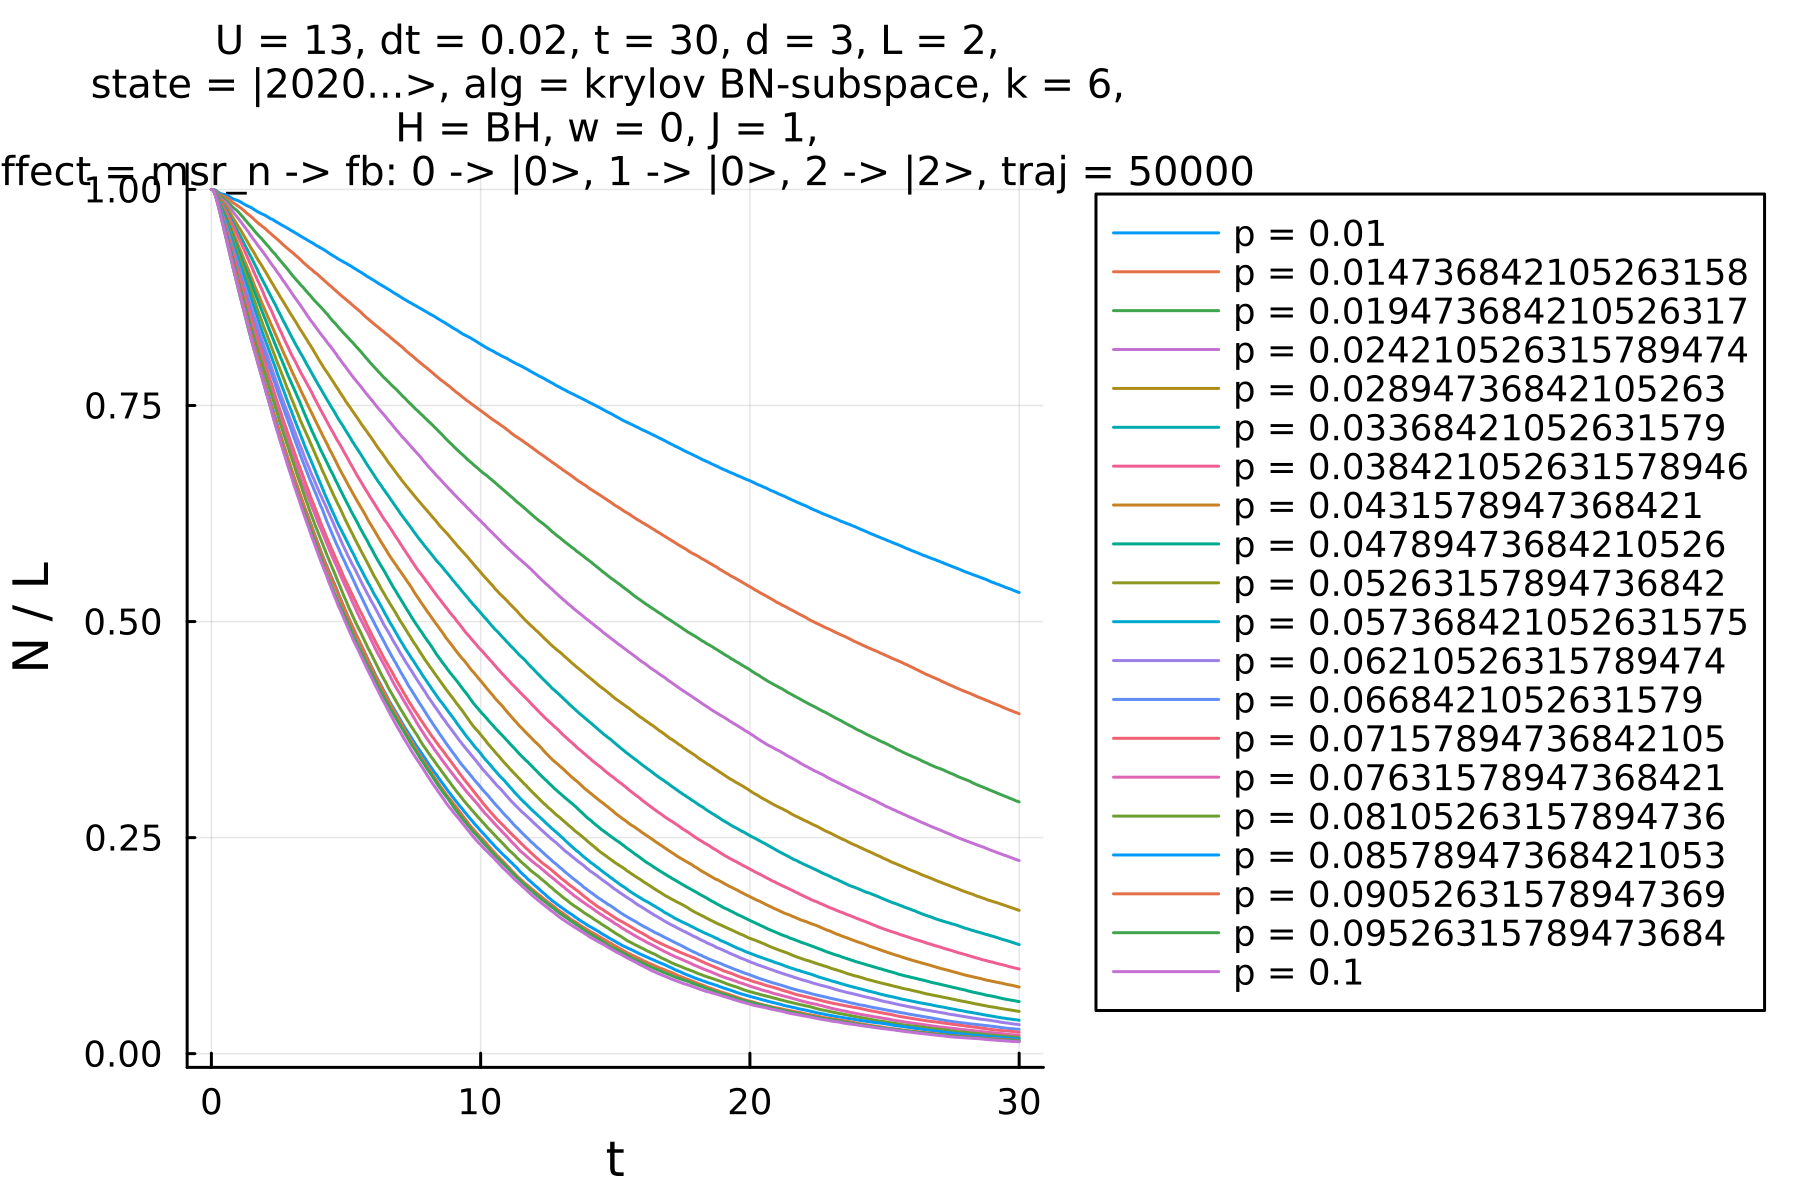 U = 13, dt = 0.02, t = 30, d = 3, L = 2,
state = |2020...>, alg = krylov BN-subspace, k = 6,
H = BH, w = 0, J = 1,
ffect = msr_n -> fb: 0 -> |0>, 1 -> |0>, 2 -> |2>, traj = 50000
1.00
0.75
0.50
0.25
0.00
N / L
0 10 20 30
t
p = 0.01
p = 0.014736842105263158
p = 0.019473684210526317
p = 0.024210526315789474
p = 0.02894736842105263
p = 0.03368421052631579
p = 0.038421052631578946
p = 0.0431578947368421
p = 0.04789473684210526
p = 0.05263157894736842
p = 0.057368421052631575
p = 0.06210526315789474
p = 0.0668421052631579
p = 0.07157894736842105
p = 0.07631578947368421
p = 0.08105263157894736
p = 0.08578947368421053
p = 0.09052631578947369
p = 0.09526315789473684
p = 0.1